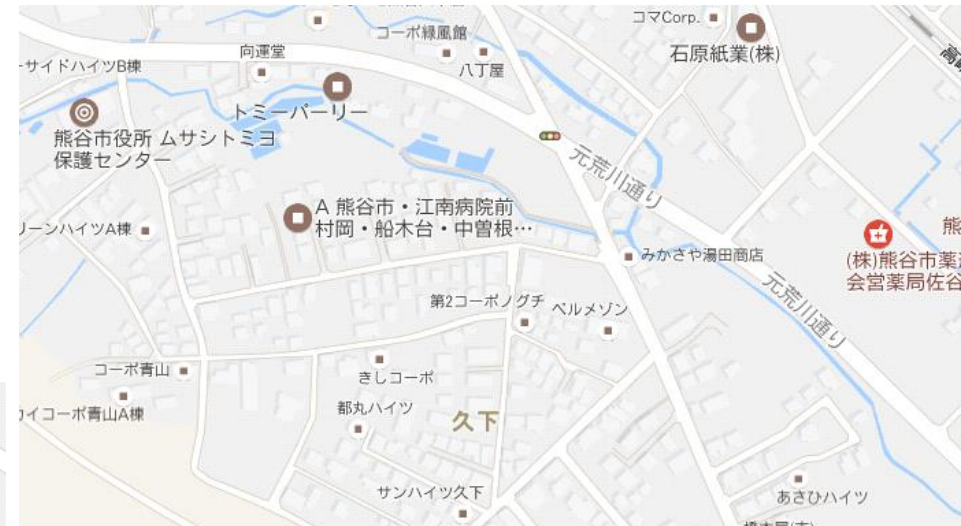 コーポ緑風館
コマCorp.
石原紙業(株)
向運堂
ーサイドハイツB棟
八丁屋
トミーパーリー
熊谷市役所 ムサシトミヨ
保護センター
元荒川通り
A 熊谷市・江南病院前
村岡・船木台・中曽根…
リーンハイツA棟
みかさや湯田商店
熊
(株)熊谷市薬
会営薬局佐谷
元荒川通り
第2コーポノグチ
ベルメゾン
コーポ青山
きしコーポ
カイコーポ青山A棟
都丸ハイツ
久下
サンハイツ久下
あさひハイツ